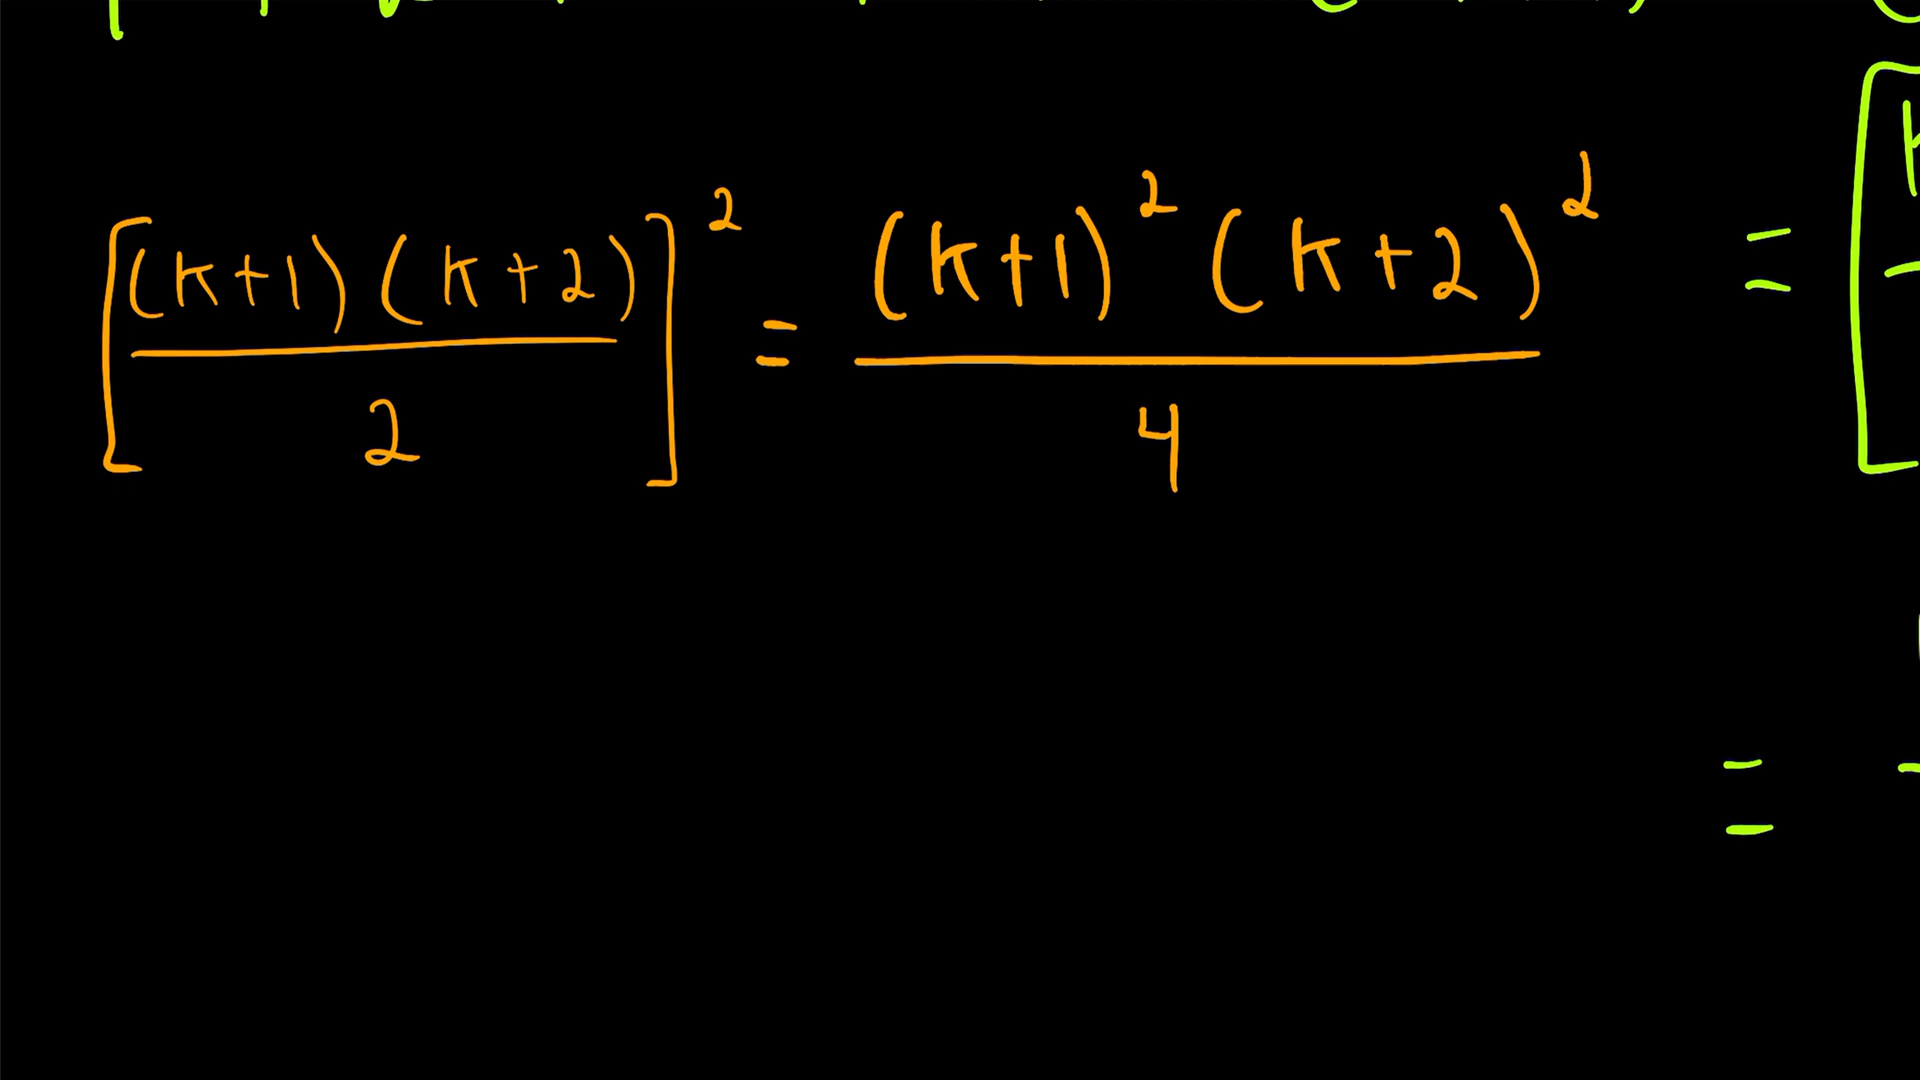 [(k+1)(k+2)/2]² = (k+1)²(k+2)²/4 = [
=